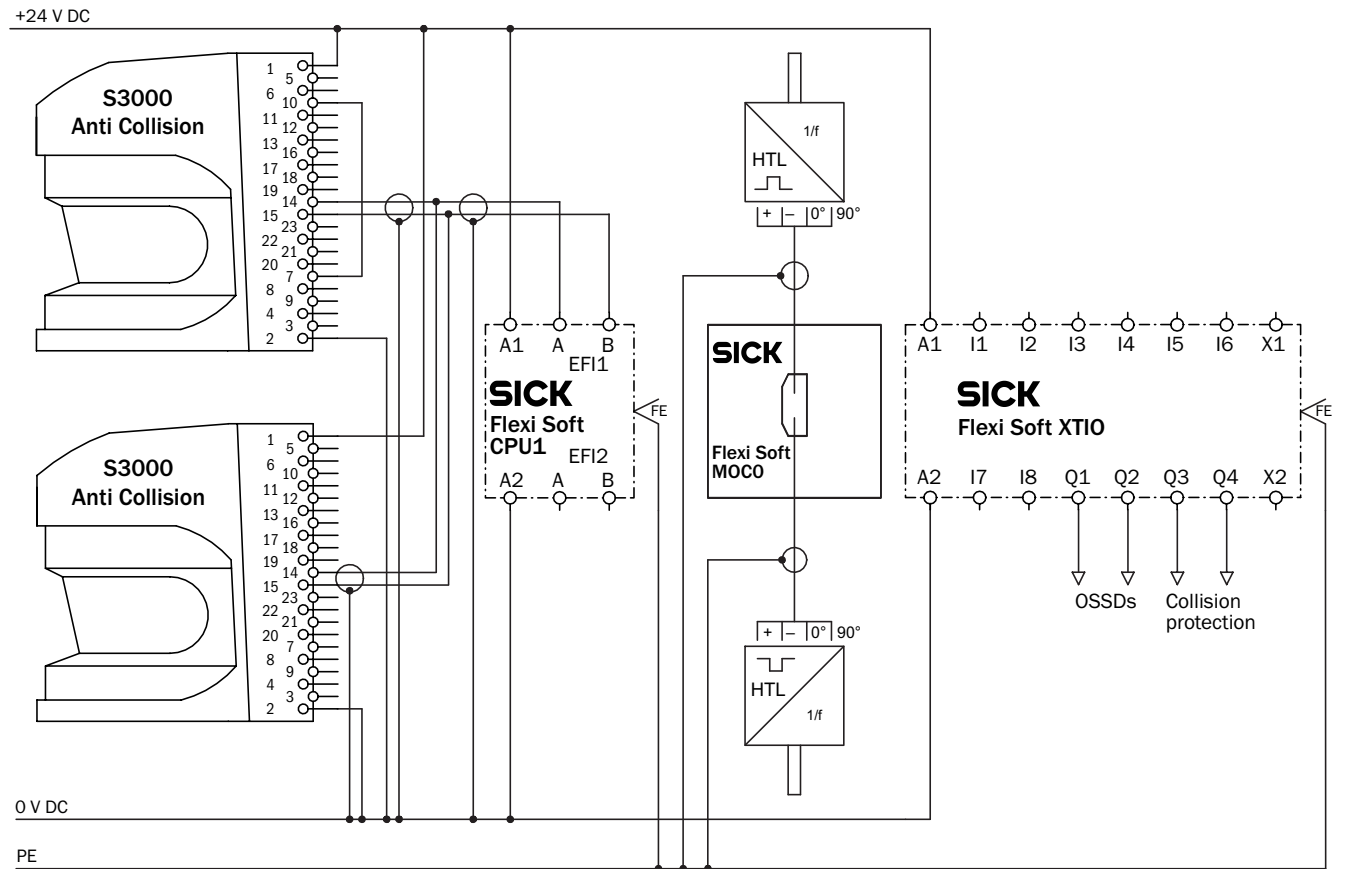 +24 V DC
S3000
Anti Collision
1
5
6
10
11
12
13
16
17
18
19
14
15
23
22
21
20
7
8
9
4
3
2
1/f
HTL
+ – 0° 90°
A1 A B
EFI1
SICK
Flexi Soft
CPU1
EFI2
A2 A B
FE
SICK
Flexi Soft
MOCO
A1 I1 I2 I3 I4 I5 I6 X1
SICK
Flexi Soft XTIO
A2 I7 I8 Q1 Q2 Q3 Q4 X2
FE
OSSDs
Collision
protection
S3000
Anti Collision
1
5
6
10
11
12
13
16
17
18
19
14
15
23
22
21
20
7
8
9
4
3
2
+ – 0° 90°
HTL
1/f
0 V DC
PE